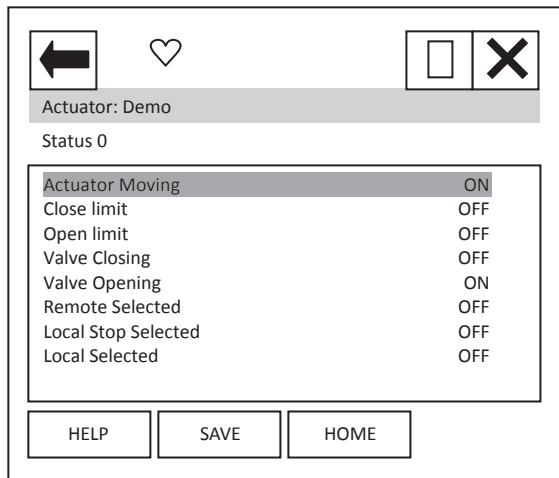 Actuator: Demo
Status 0
Actuator Moving ON
Close limit OFF
Open limit OFF
Valve Closing OFF
Valve Opening ON
Remote Selected OFF
Local Stop Selected OFF
Local Selected OFF
HELP SAVE HOME